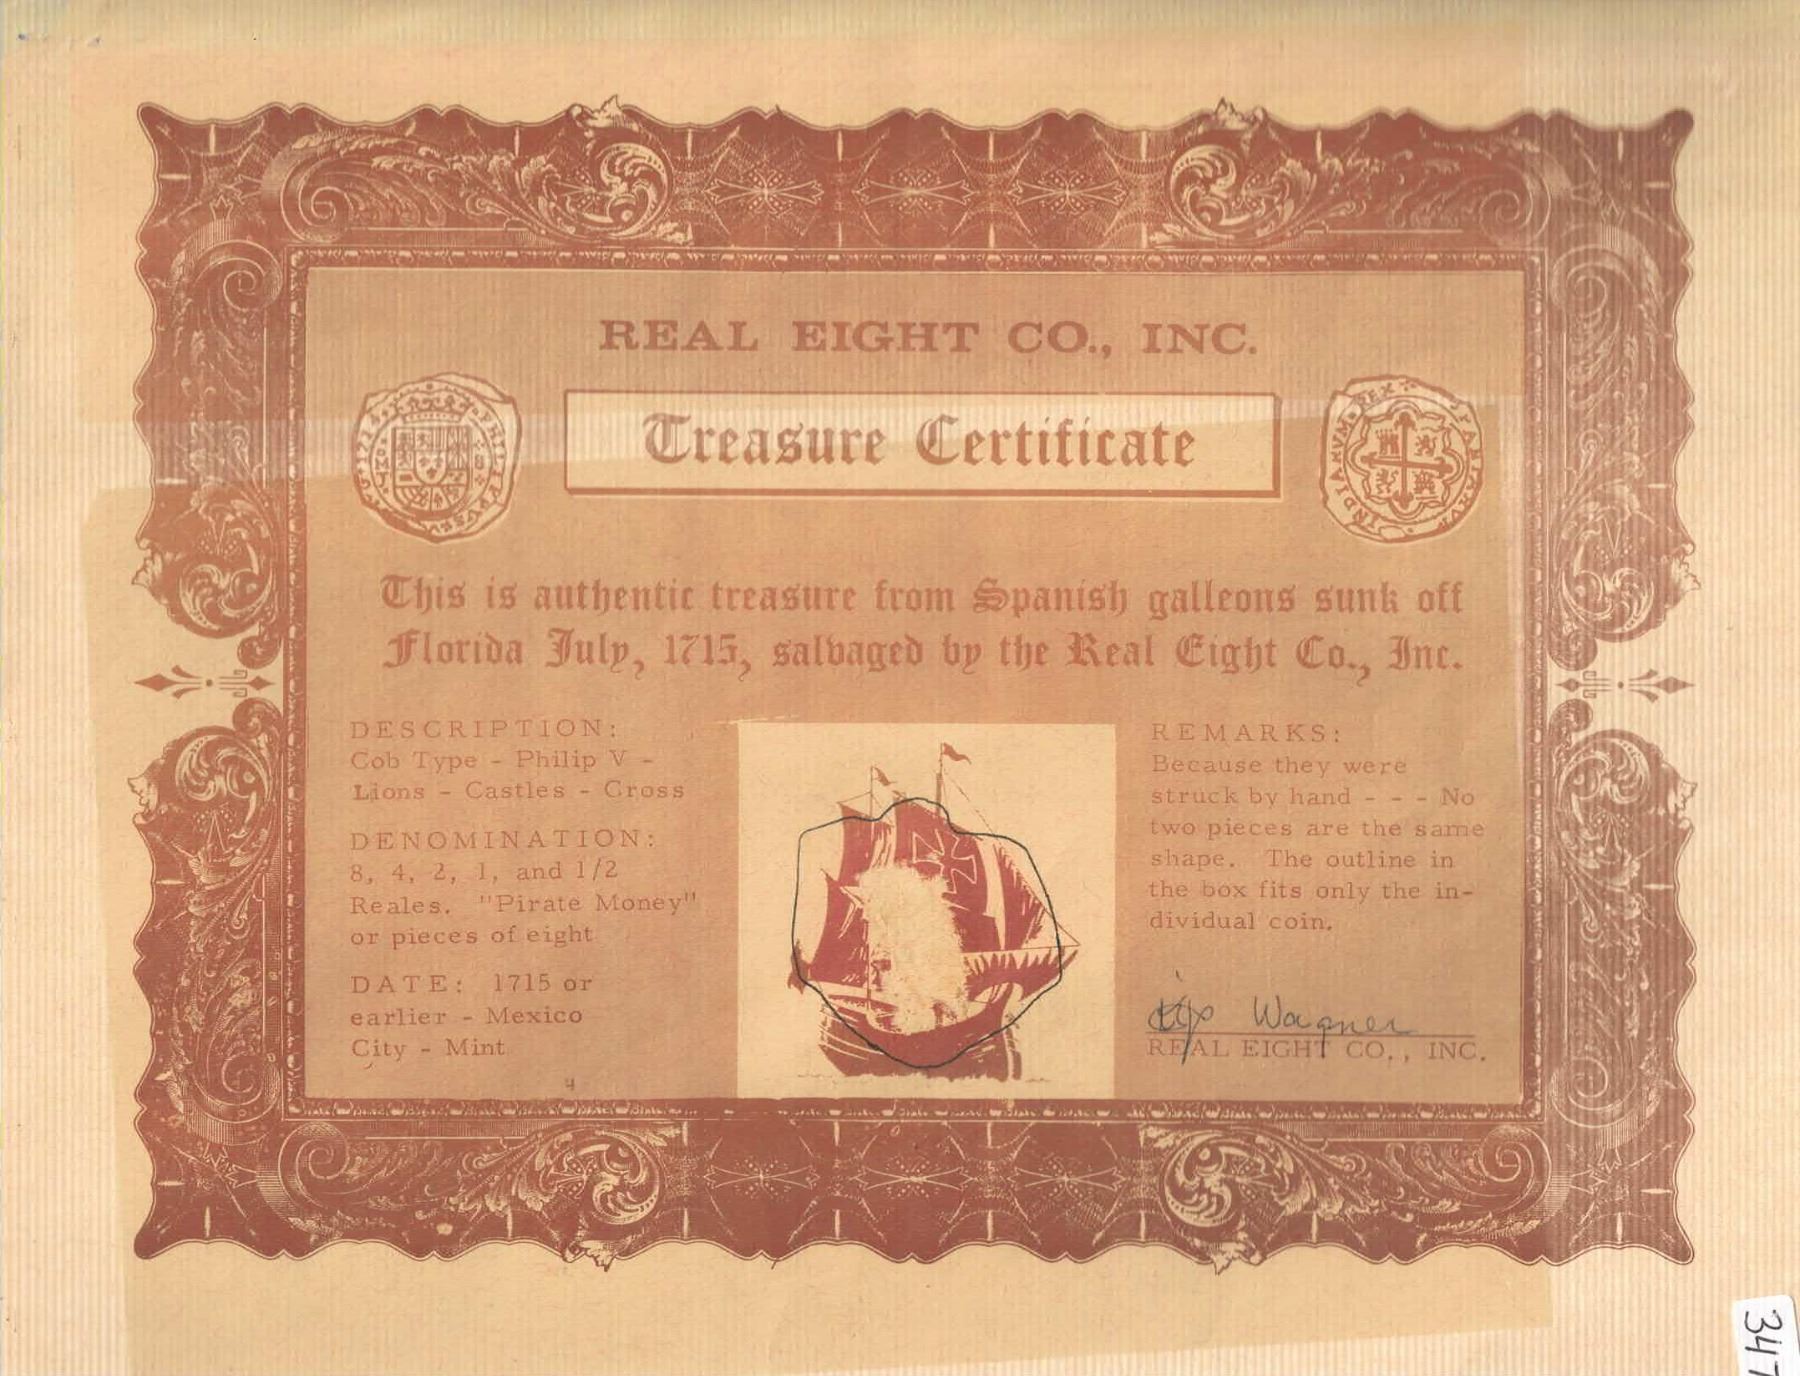 REAL EIGHT CO., INC.
Treasure Certificate
This is authentic treasure from Spanish galleons sunk off
Florida July, 1715, salvaged by the Real Eight Co., Inc.
DESCRIPTION:
Cob Type - Philip V -
Lions - Castles - Cross
DENOMINATION:
8, 4, 2, 1, and 1/2
Reales. "Pirate Money"
or pieces of eight
DATE: 1715 or
earlier - Mexico
City - Mint
4
REMARKS:
Because they were
struck by hand - - - No
two pieces are the same
shape. The outline in
the box fits only the in-
dividual coin.
Kip Wagner
REAL EIGHT CO., INC.
347